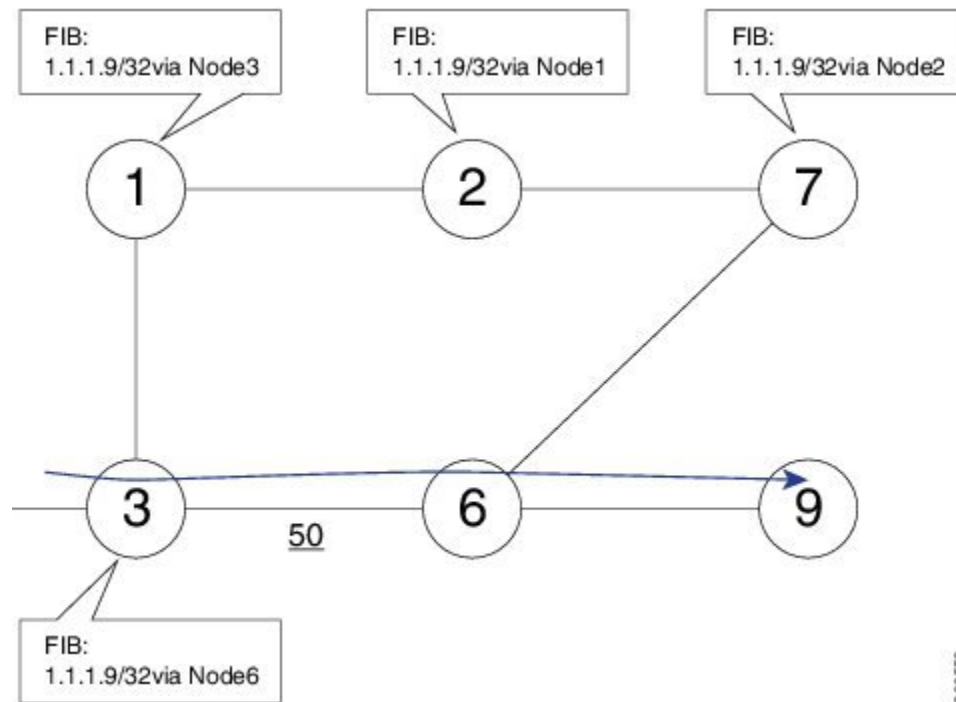 FIB:
1.1.1.9/32via Node3
FIB:
1.1.1.9/32via Node1
FIB:
1.1.1.9/32via Node2
1
2
7
3
6
9
50
FIB:
1.1.1.9/32via Node6